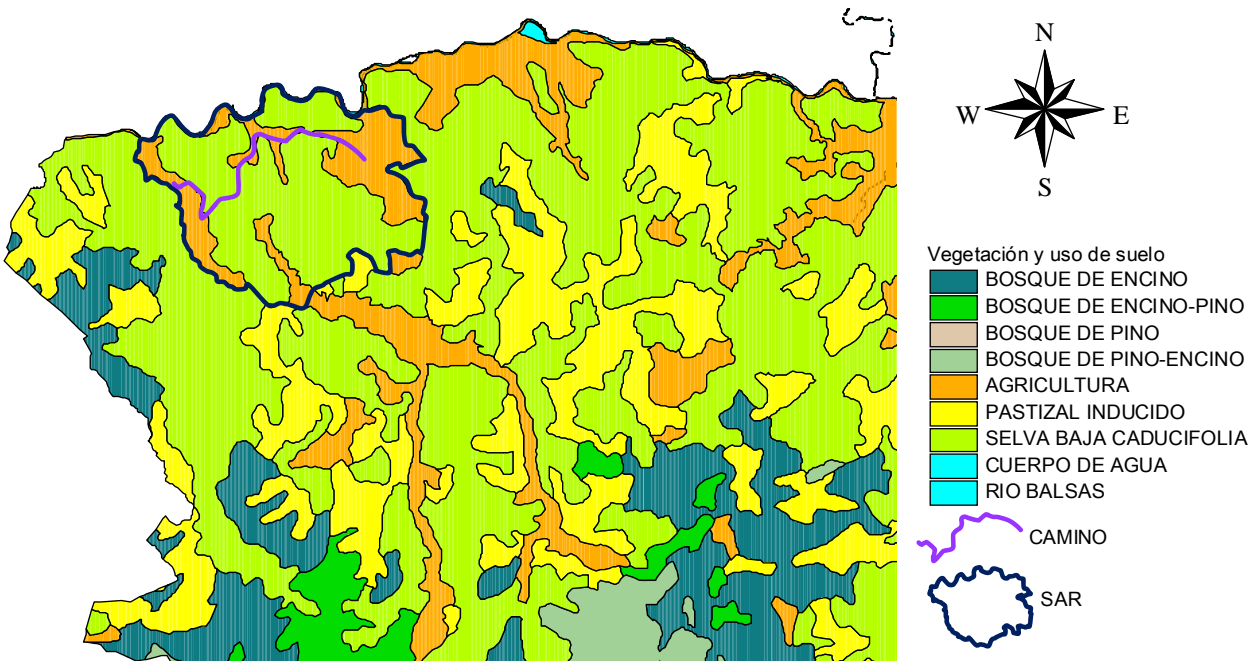 N
W E
S
Vegetación y uso de suelo
BOSQUE DE ENCINO
BOSQUE DE ENCINO-PINO
BOSQUE DE PINO
BOSQUE DE PINO-ENCINO
AGRICULTURA
PASTIZAL INDUCIDO
SELVA BAJA CADUCIFOLIA
CUERPO DE AGUA
RIO BALSAS
CAMINO
SAR